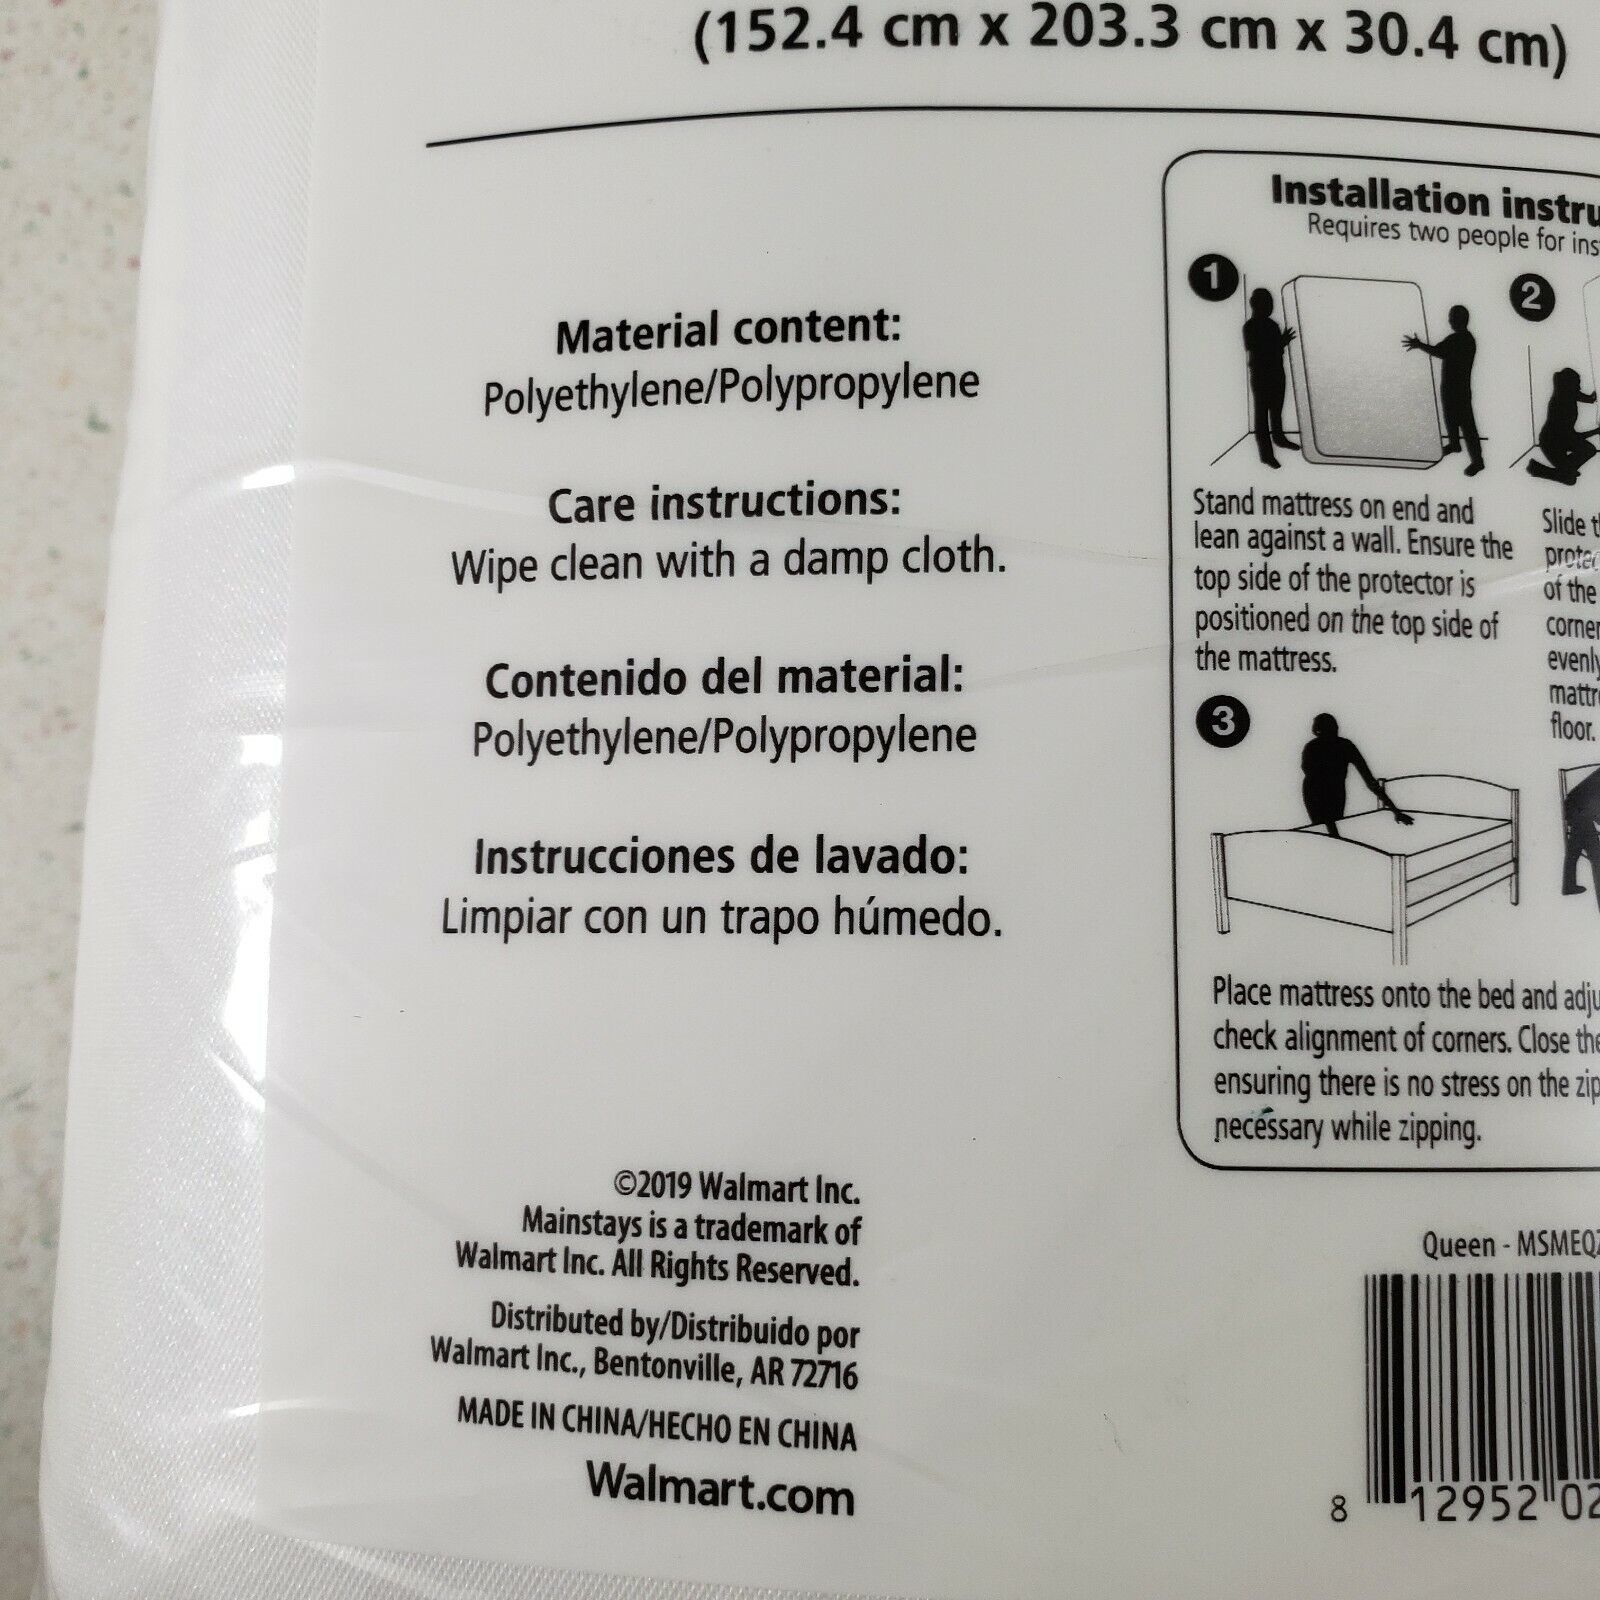 (152.4 cm x 203.3 cm x 30.4 cm)
Material content:
Polyethylene/Polypropylene
Care instructions:
Wipe clean with a damp cloth.
Contenido del material:
Polyethylene/Polypropylene
Instrucciones de lavado:
Limpiar con un trapo húmedo.
©2019 Walmart Inc.
Mainstays is a trademark of
Walmart Inc. All Rights Reserved.
Distributed by/Distribuido por
Walmart Inc., Bentonville, AR 72716
MADE IN CHINA/HECHO EN CHINA
Walmart.com
Installation
Requires two people for
1
Stand mattress on end and
lean against a wall. Ensure the
top side of the protector is
positioned on the top side of
the mattress.
2
Slide
of the
floor.
3
Place mattress onto the bed and
check alignment of corners. Close
ensuring there is no stress on the
necessary while zipping.
Queen -
8 12952